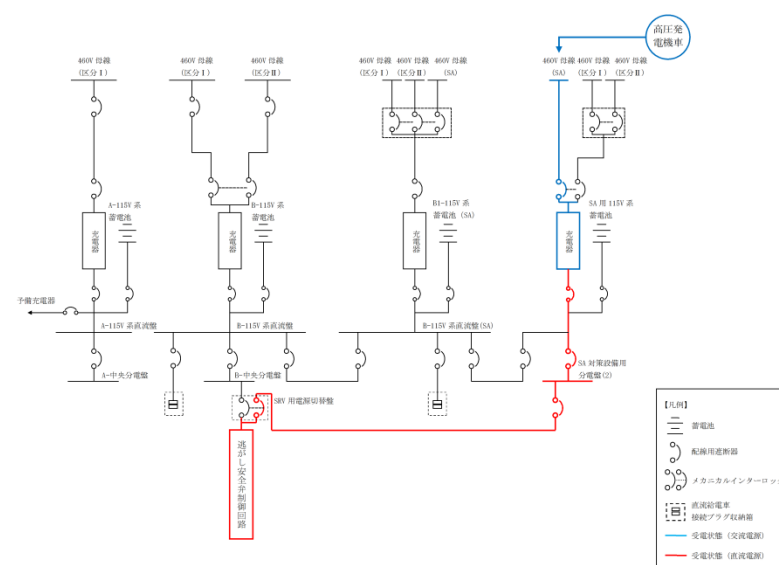 高圧発
電機車
460V 母線
(区分Ⅰ)
460V 母線
(区分Ⅰ)
460V 母線
(区分Ⅱ)
460V 母線
(区分Ⅰ)
460V 母線
(区分Ⅱ)
460V 母線
(SA)
460V 母線
(SA)
460V 母線
(区分Ⅰ)
460V 母線
(区分Ⅱ)
A-115V 系
蓄電池
充電器
B-115V 系
蓄電池
充電器
B1-115V 系
蓄電池 (SA)
充電器
SA 用 115V 系
蓄電池
充電器
予備充電器
A-115V 系直流盤
B-115V 系直流盤
B-115V 系直流盤(SA)
A-中央分電盤
B-中央分電盤
SA 対策設備用
分電盤(2)
SRV 用電源切替盤
逃がし安全弁制御回路
【凡例】
蓄電池
配線用遮断器
メカニカルインターロック
直流給電車
接続プラグ収納箱
受電状態 (交流電源)
受電状態 (直流電源)